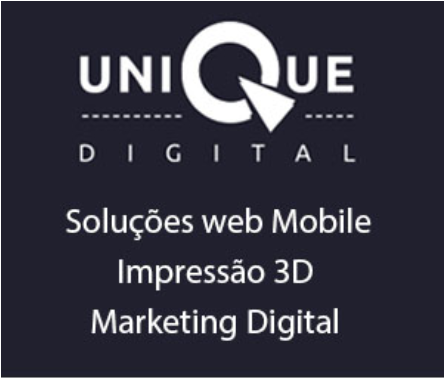 UNIQUE
DIGITAL
Soluções web Mobile
Impressão 3D
Marketing Digital